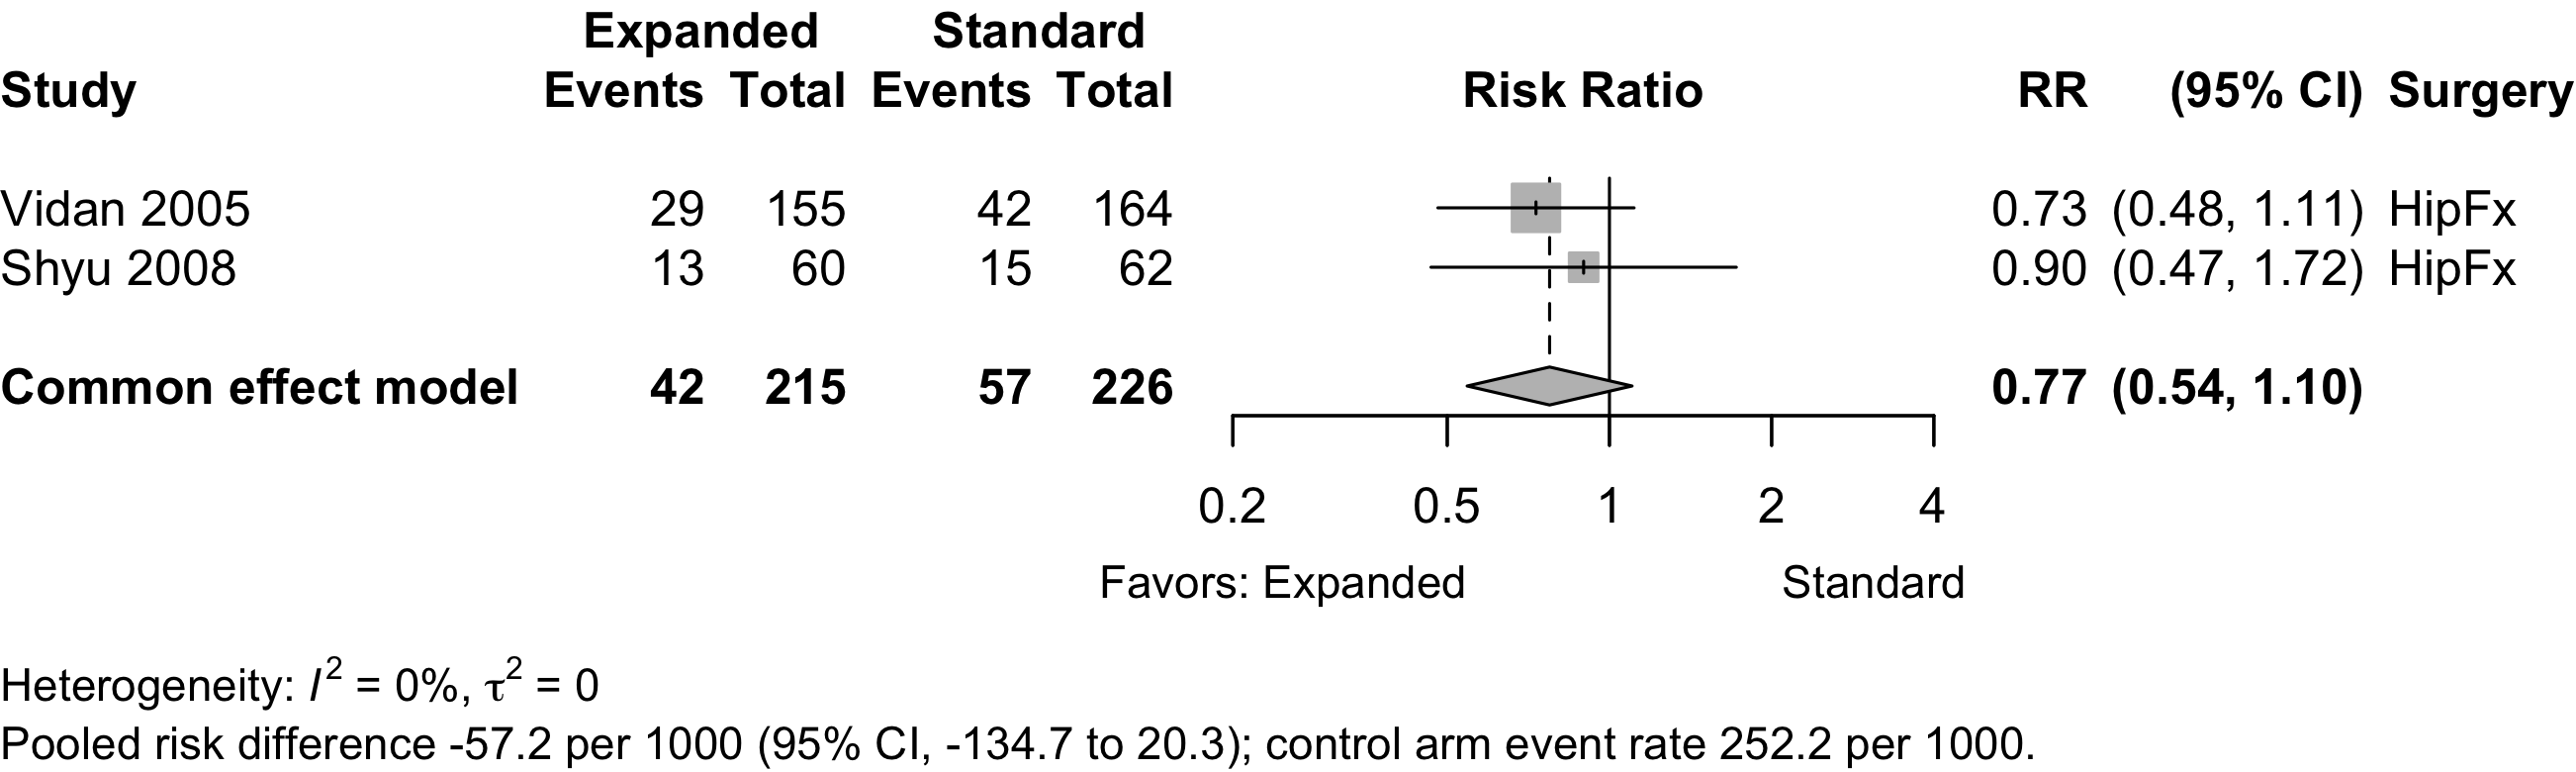 Expanded Standard
Study Events Total Events Total Risk Ratio RR (95% CI) Surgery
Vidan 2005 29 155 42 164 0.73 (0.48, 1.11) HipFx
Shyu 2008 13 60 15 62 0.90 (0.47, 1.72) HipFx
Common effect model 42 215 57 226 0.77 (0.54, 1.10)
0.2 0.5 1 2 4
Favors: Expanded Standard
Heterogeneity: I² = 0%, τ² = 0
Pooled risk difference -57.2 per 1000 (95% CI, -134.7 to 20.3); control arm event rate 252.2 per 1000.